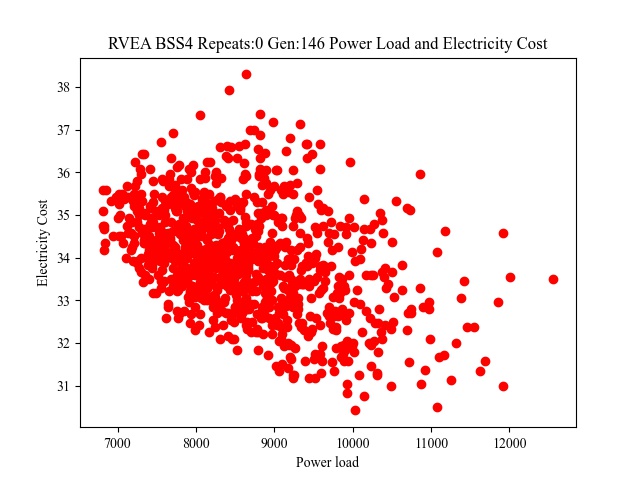 RVEA BSS4 Repeats:0 Gen:146 Power Load and Electricity Cost
38
37
36
35
34
33
32
31
Electricity Cost
7000 8000 9000 10000 11000 12000
Power load